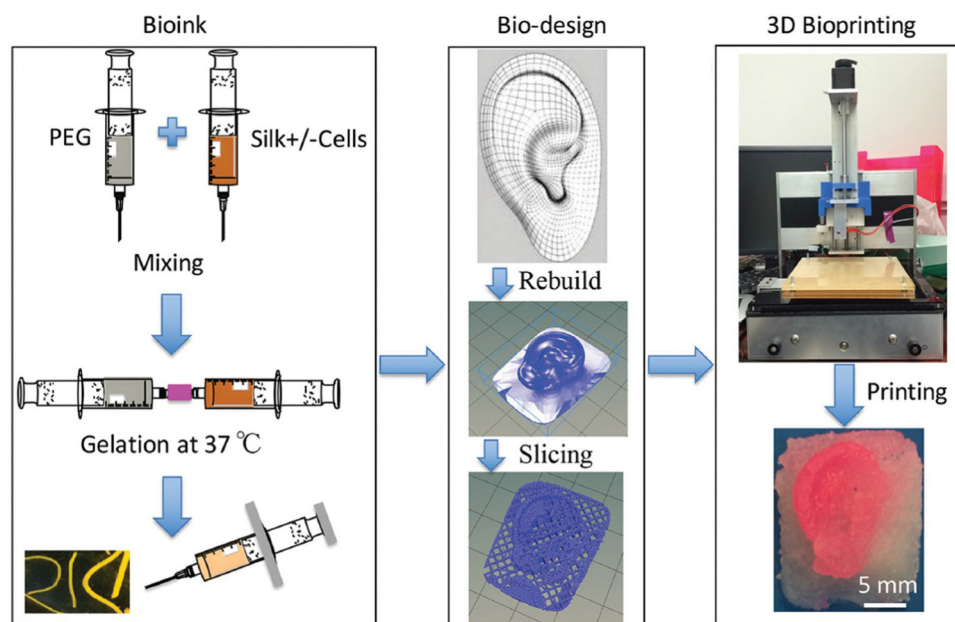 Bioink
PEG
Silk+/-Cells
Mixing
Gelation at 37 ℃
Bio-design
Rebuild
Slicing
3D Bioprinting
Printing
5 mm